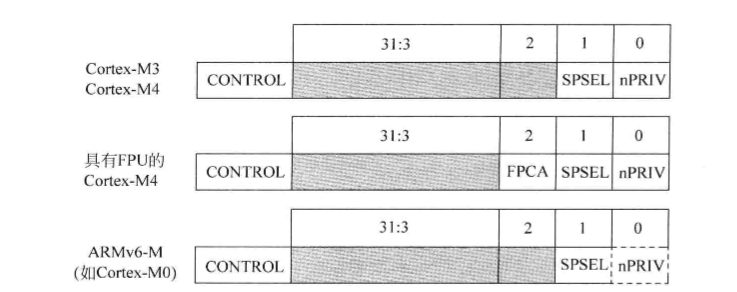 31:3 2 1 0
Cortex-M3
Cortex-M4
CONTROL SPSEL nPRIV
31:3 2 1 0
具有FPU的
Cortex-M4
CONTROL FPCA SPSEL nPRIV
31:3 2 1 0
ARMv6-M
(如Cortex-M0)
CONTROL SPSEL nPRIV